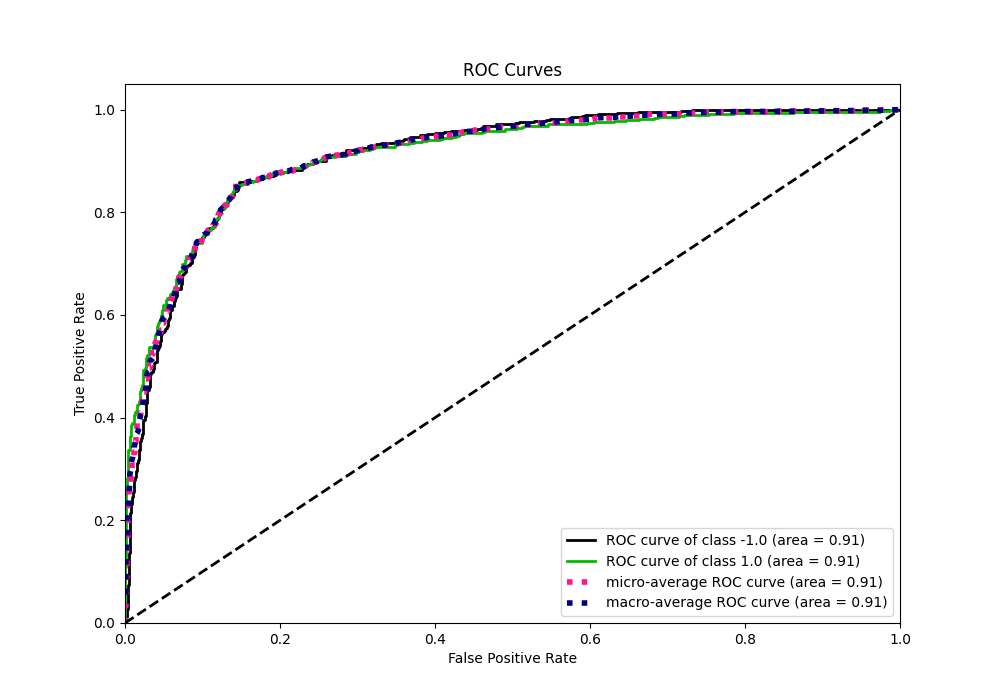 ROC Curves
True Positive Rate
1.0
0.8
0.6
0.4
0.2
0.0
0.0 0.2 0.4 0.6 0.8 1.0
False Positive Rate
ROC curve of class -1.0 (area = 0.91)
ROC curve of class 1.0 (area = 0.91)
micro-average ROC curve (area = 0.91)
macro-average ROC curve (area = 0.91)